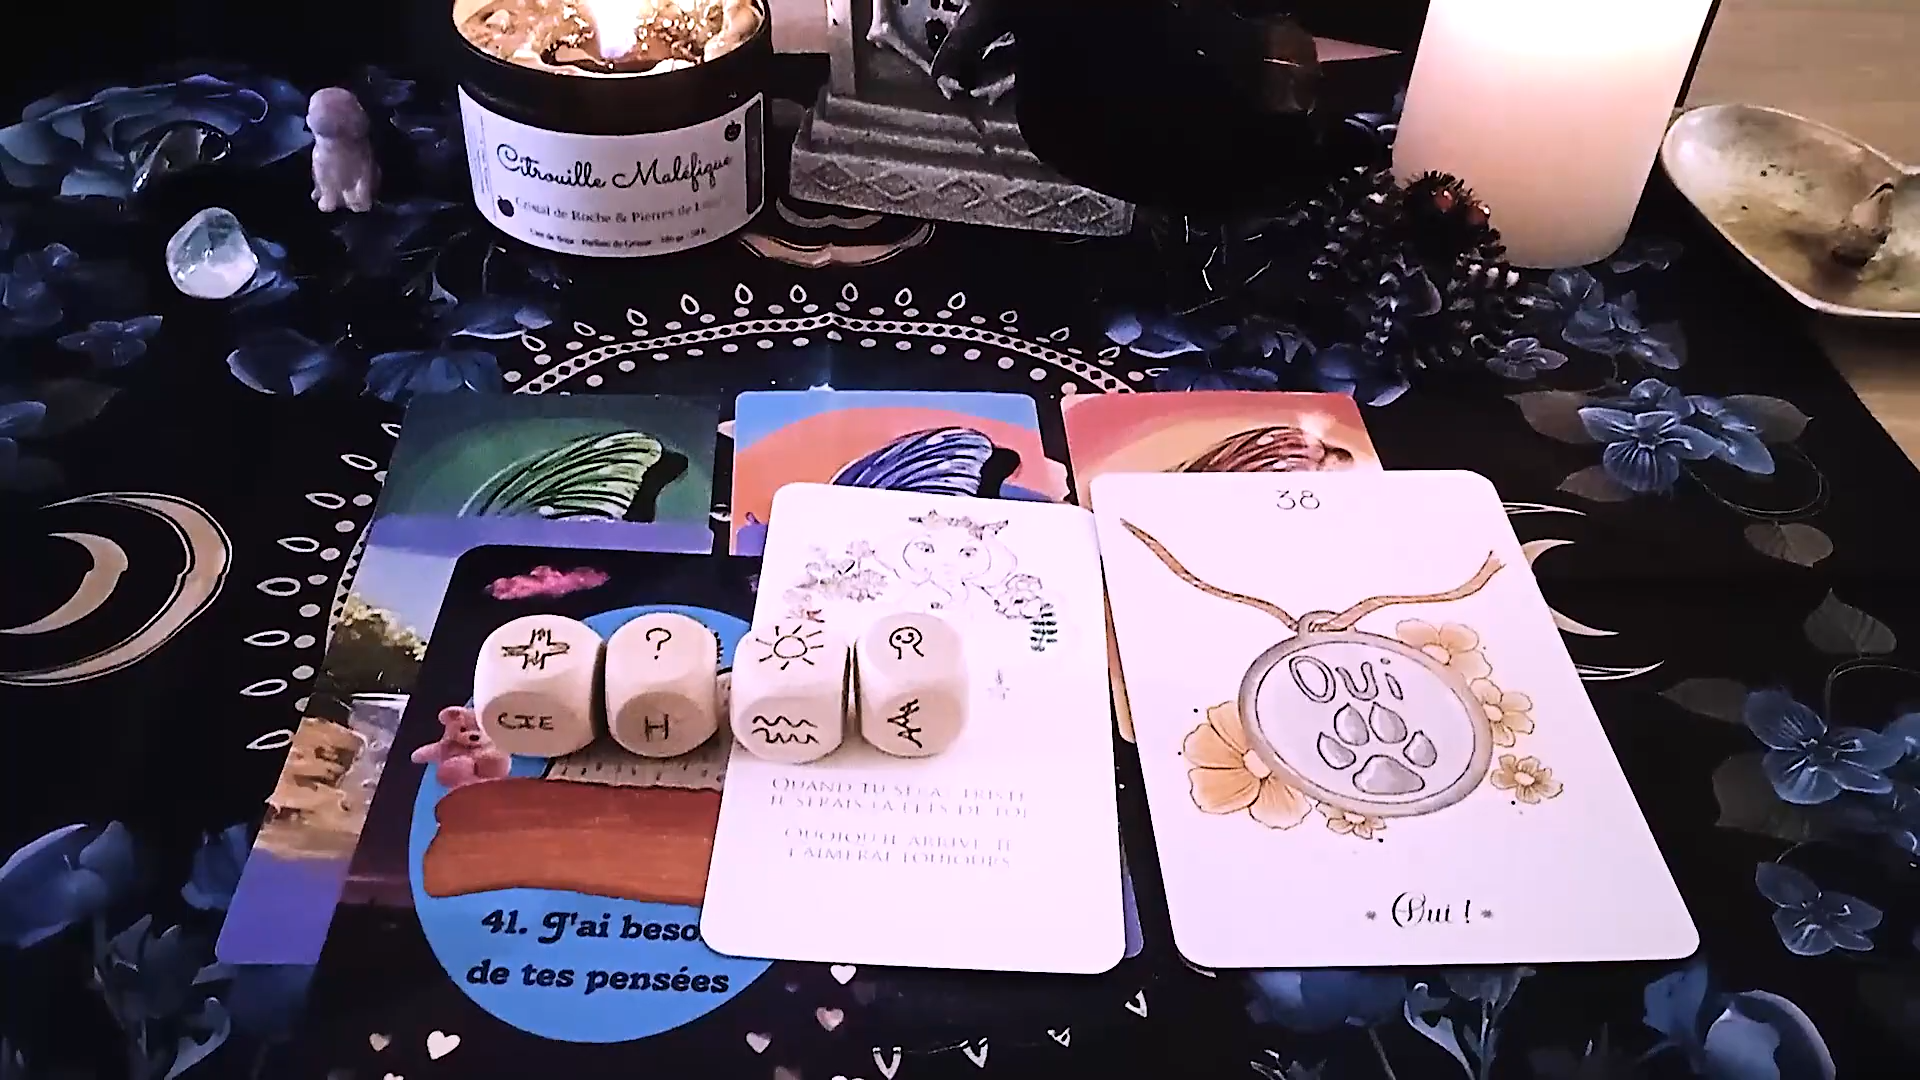 Citrouille Maléfique
Cristal de Roche & Pierres de
38
Oui
?
CIE
H
QUAND TU SERAS TRISTE
JE SERAIS LÀ PRÈS DE TOI
QUOIQU'IL ARRIVE JE
T'AIMERAI TOUJOURS
Oui !
41. J'ai beso
de tes pensées